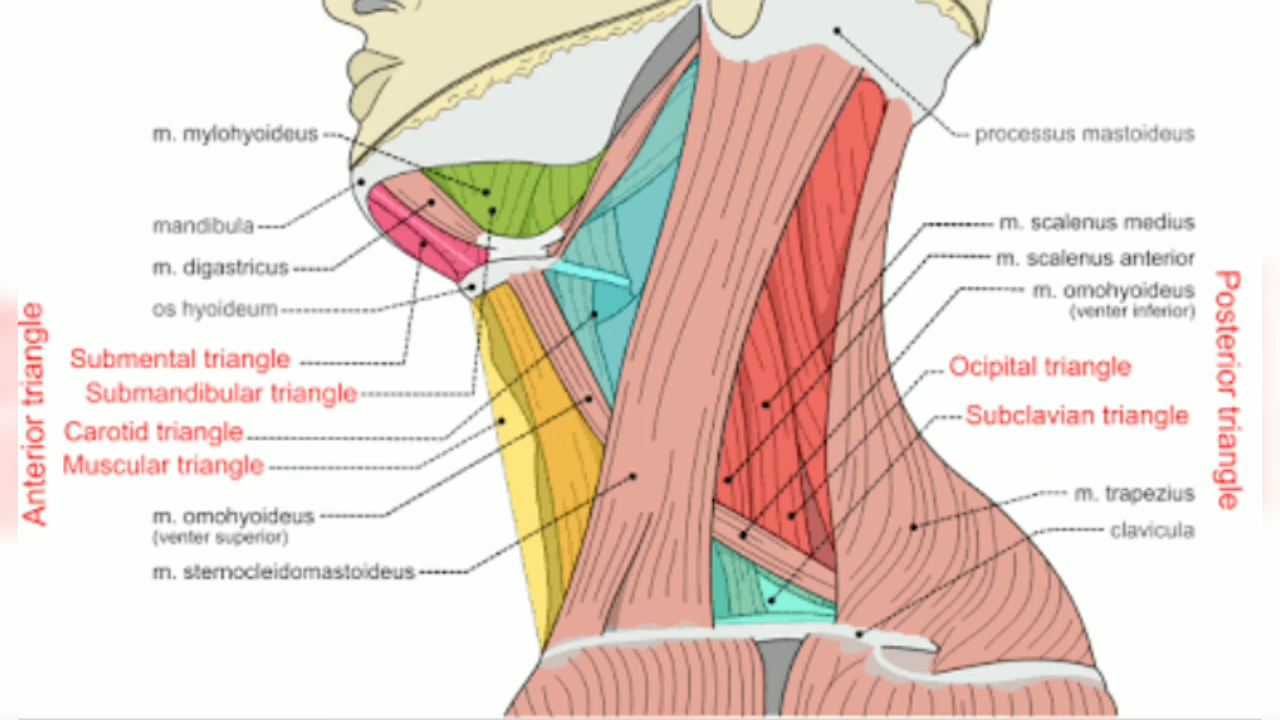 m. mylohyoideus
mandibula
m. digastricus
os hyoideum
Submental triangle
Submandibular triangle
Carotid triangle
Muscular triangle
m. omohyoideus
(venter superior)
m. sternocleidomastoideus
Anterior triangle
processus mastoideus
m. scalenus medius
m. scalenus anterior
m. omohyoideus
(venter inferior)
Ocipital triangle
Subclavian triangle
m. trapezius
clavicula
Posterior triangle